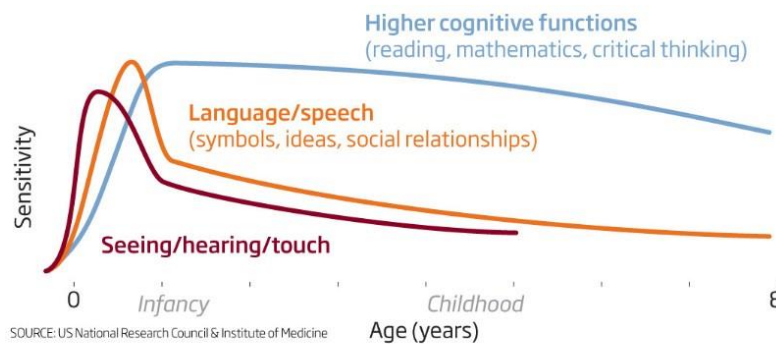 Higher cognitive functions
(reading, mathematics, critical thinking)
Language/speech
(symbols, ideas, social relationships)
Sensitivity
Seeing/hearing/touch
0
Infancy
Childhood
8
SOURCE: US National Research Council & Institute of Medicine
Age (years)